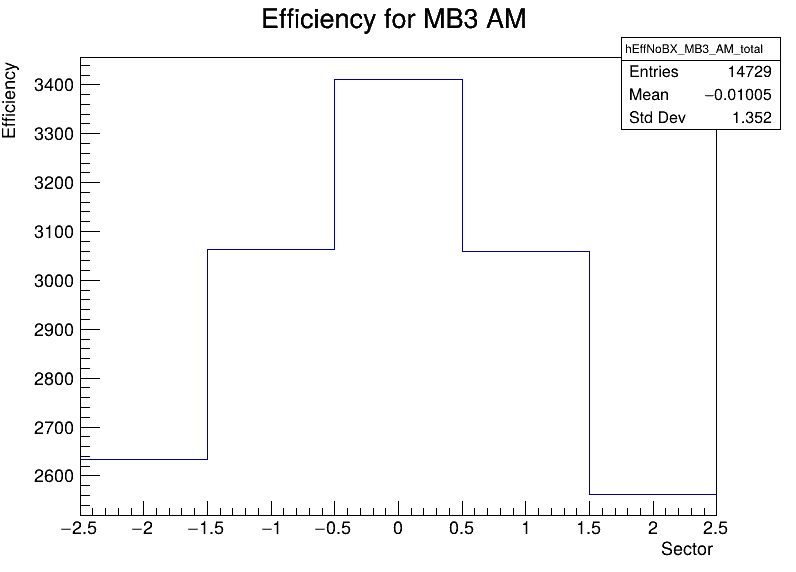 Efficiency for MB3 AM
hEffNoBX_MB3_AM_total
Entries 14729
Mean −0.01005
Std Dev 1.352
Efficiency
3400
3300
3200
3100
3000
2900
2800
2700
2600
−2.5 −2 −1.5 −1 −0.5 0 0.5 1 1.5 2 2.5
Sector